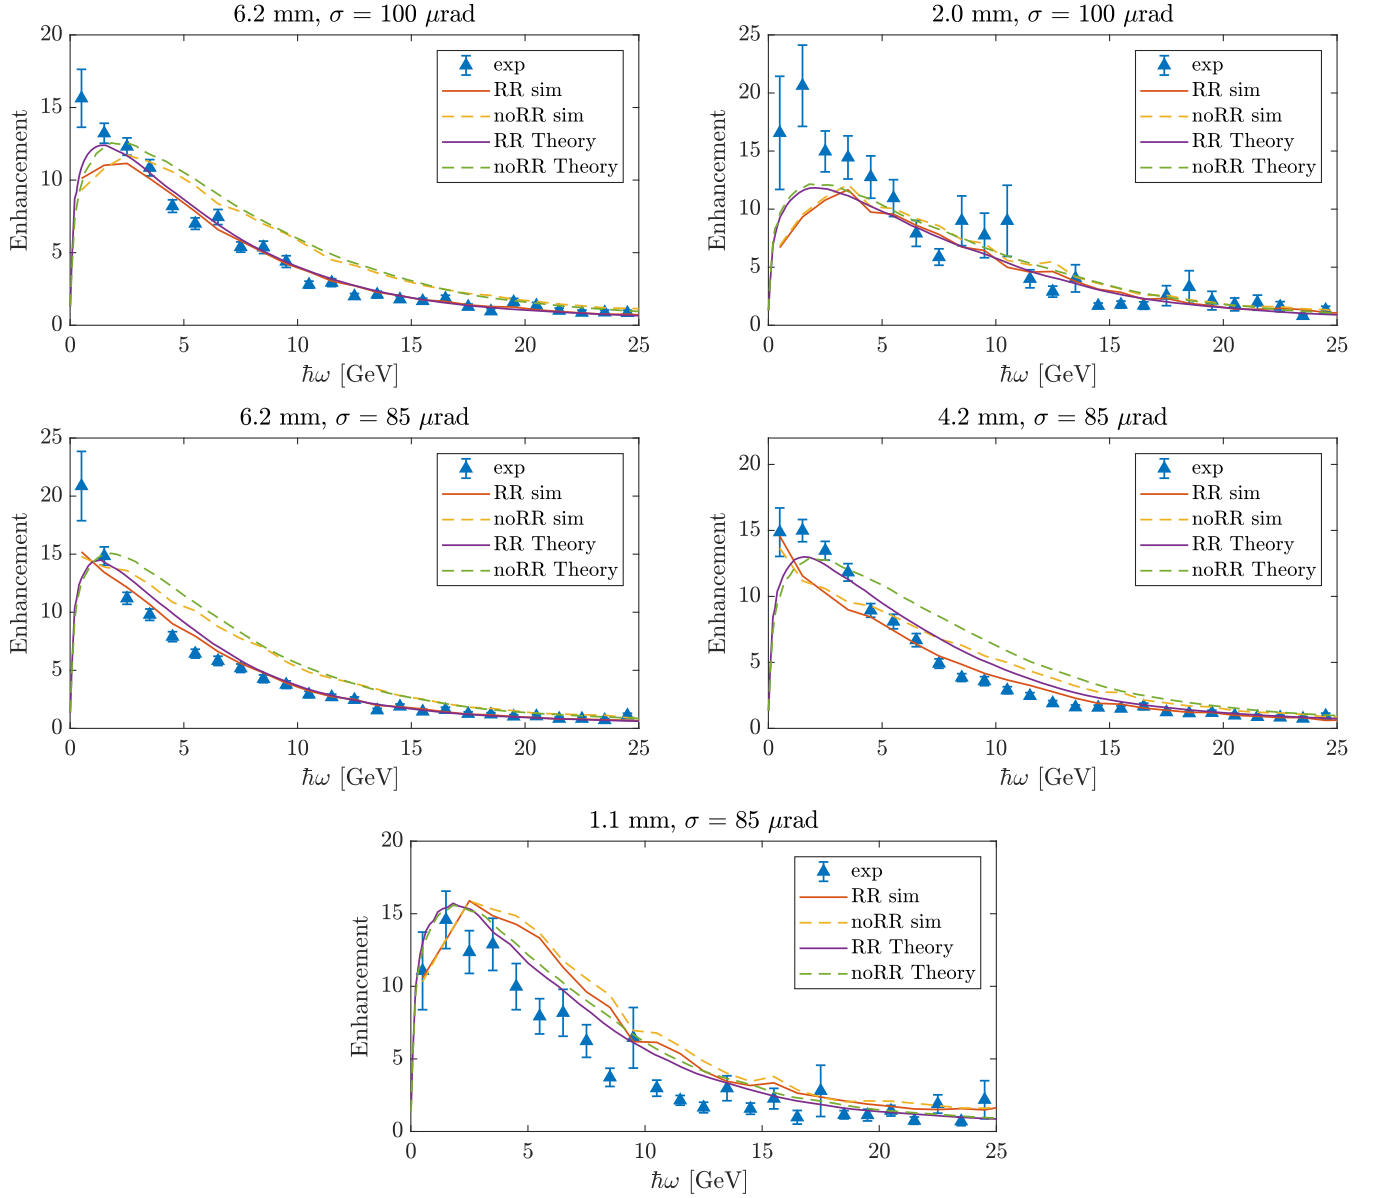 6.2 mm, σ = 100 μrad
20
15
10
5
0
Enhancement
exp
RR sim
noRR sim
RR Theory
noRR Theory
0 5 10 15 20 25
ħω [GeV]
2.0 mm, σ = 100 μrad
25
20
15
10
5
0
Enhancement
exp
RR sim
noRR sim
RR Theory
noRR Theory
0 5 10 15 20 25
ħω [GeV]
6.2 mm, σ = 85 μrad
25
20
15
10
5
0
Enhancement
exp
RR sim
noRR sim
RR Theory
noRR Theory
0 5 10 15 20 25
ħω [GeV]
4.2 mm, σ = 85 μrad
20
15
10
5
0
Enhancement
exp
RR sim
noRR sim
RR Theory
noRR Theory
0 5 10 15 20 25
ħω [GeV]
1.1 mm, σ = 85 μrad
20
15
10
5
0
Enhancement
exp
RR sim
noRR sim
RR Theory
noRR Theory
0 5 10 15 20 25
ħω [GeV]